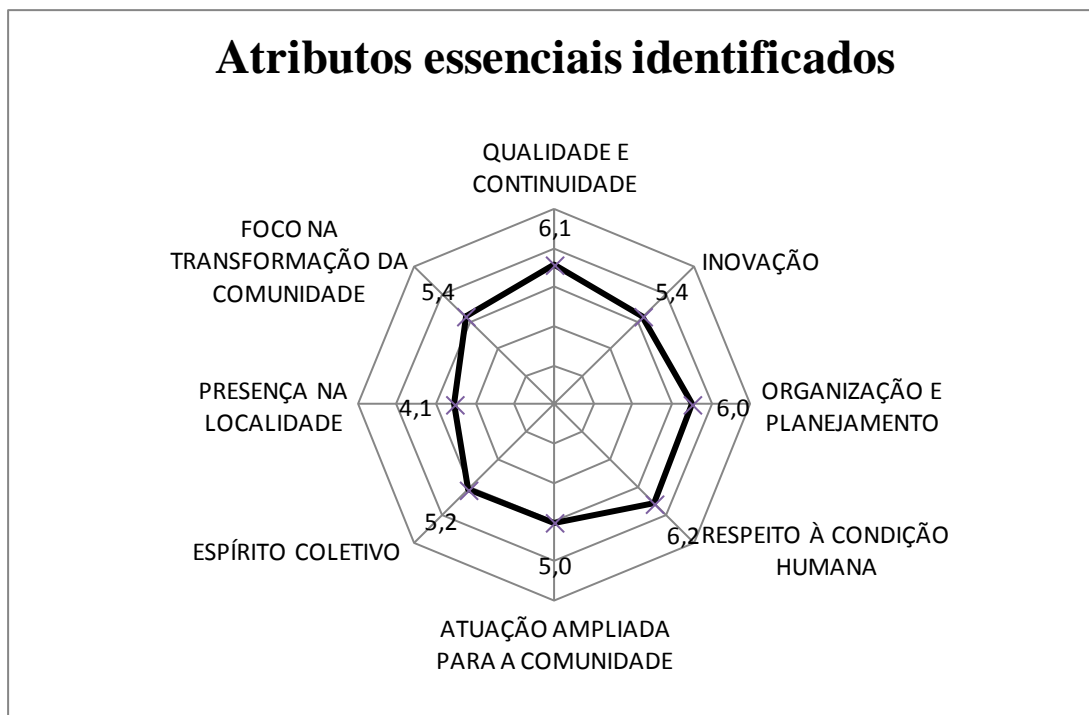 Atributos essenciais identificados
QUALIDADE E
CONTINUIDADE
6,1
INOVAÇÃO
5,4
ORGANIZAÇÃO E
PLANEJAMENTO
6,0
RESPEITO À CONDIÇÃO
HUMANA
6,2
ATUAÇÃO AMPLIADA
PARA A COMUNIDADE
5,0
ESPÍRITO COLETIVO
5,2
PRESENÇA NA
LOCALIDADE
4,1
FOCO NA
TRANSFORMAÇÃO DA
COMUNIDADE
5,4